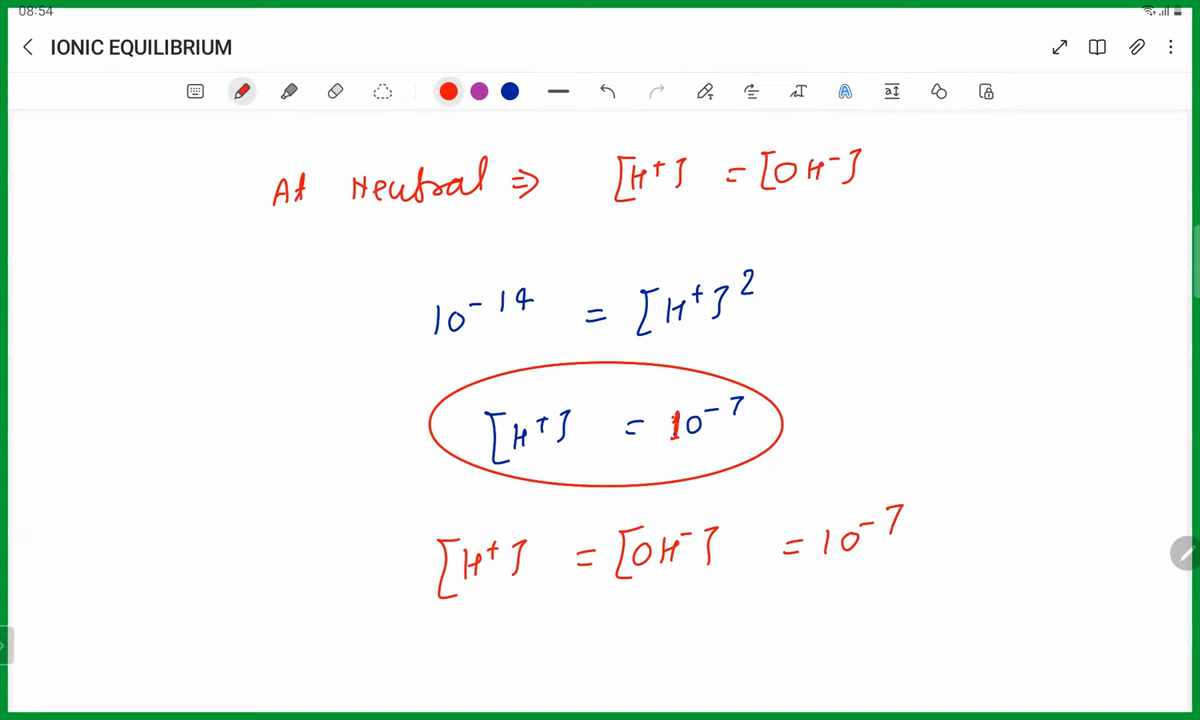 08:54
IONIC EQUILIBRIUM
At Neutral ⇒ [H⁺] = [OH⁻]
10⁻¹⁴ = [H⁺]²
[H⁺] = 10⁻⁷
[H⁺] = [OH⁻] = 10⁻⁷